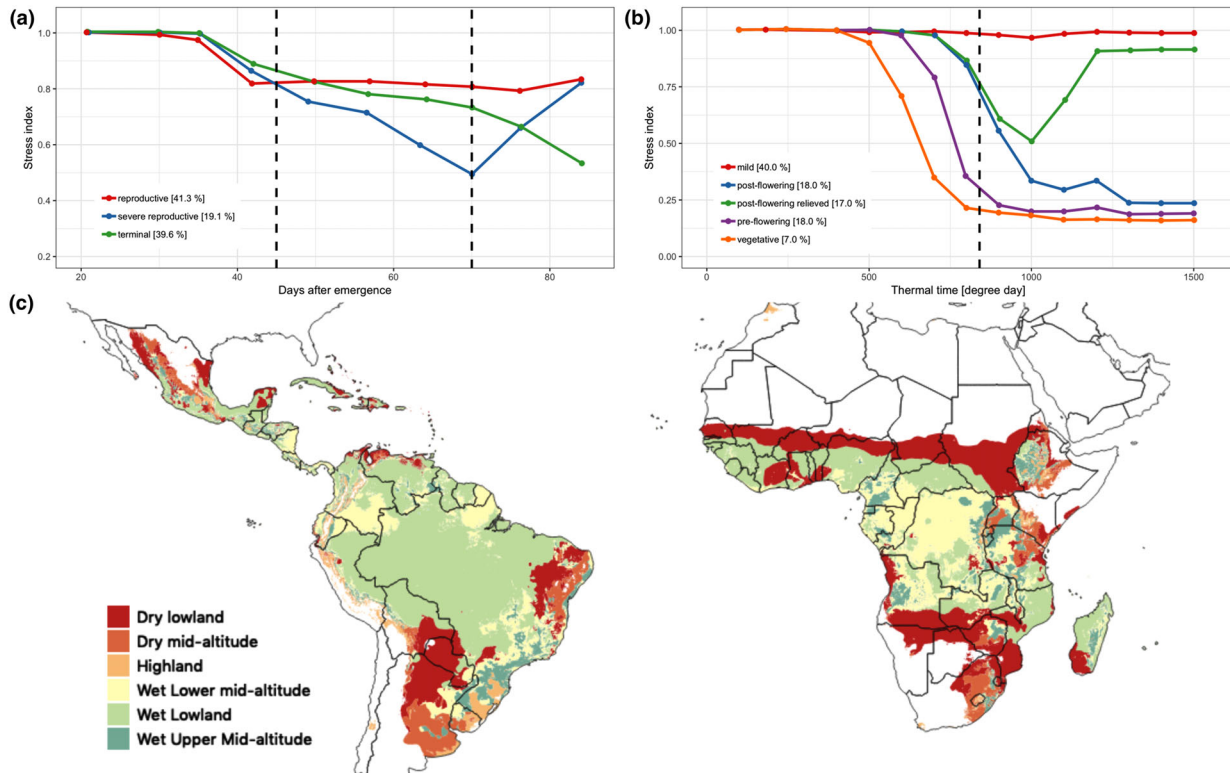 (a)
1.0
0.8
0.6
0.4
0.2
Stress index
reproductive [41.3 %]
severe reproductive [19.1 %]
terminal [39.6 %]
20
40
60
80
Days after emergence
(b)
1.00
0.75
0.50
0.25
0.00
Stress index
mild [40.0 %]
post-flowering [18.0 %]
post-flowering relieved [17.0 %]
pre-flowering [18.0 %]
vegetative [7.0 %]
0
500
1000
1500
Thermal time [degree day]
(c)
Dry lowland
Dry mid-altitude
Highland
Wet Lower mid-altitude
Wet Lowland
Wet Upper Mid-altitude